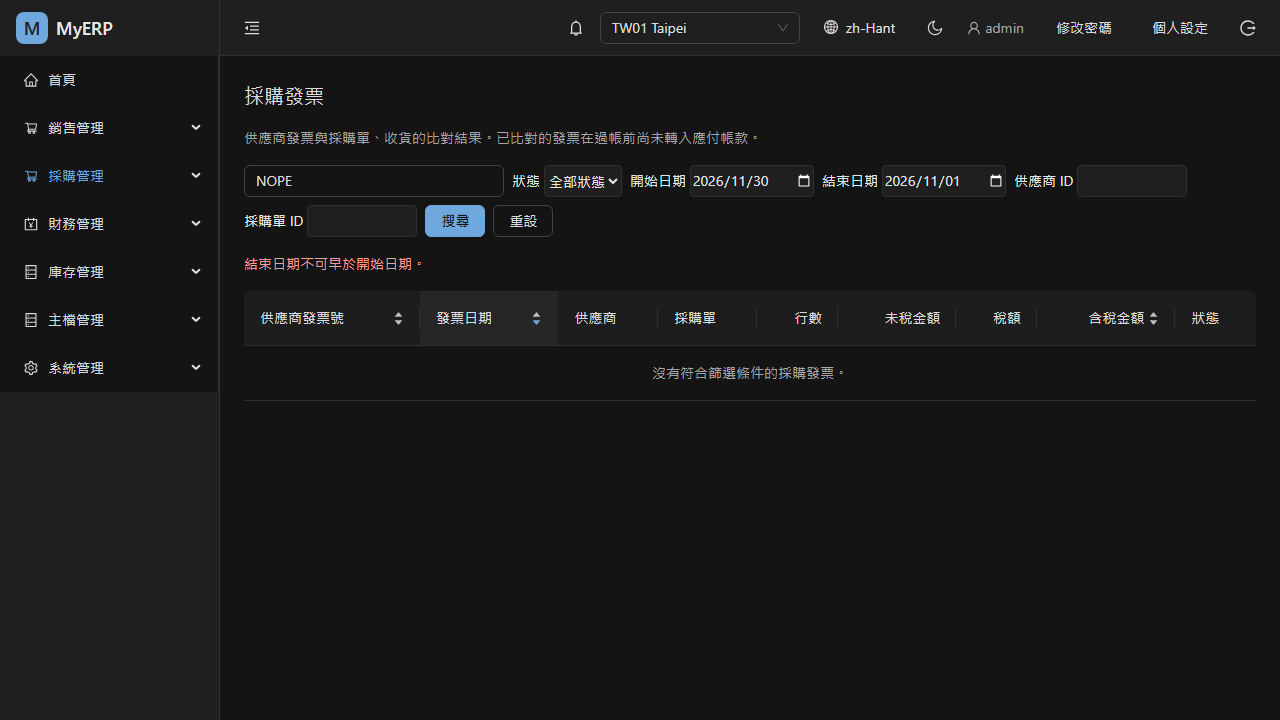 M MyERP
TW01 Taipei
zh-Hant
admin
修改密碼
個人設定
首頁
銷售管理
採購管理
財務管理
庫存管理
主檔管理
系統管理
採購發票
供應商發票與採購單、收貨的比對結果。已比對的發票在過帳前尚未轉入應付帳款。
NOPE 狀態 全部狀態 開始日期 2026/11/30 結束日期 2026/11/01 供應商 ID
採購單 ID 搜尋 重設
結束日期不可早於開始日期。
供應商發票號 發票日期 供應商 採購單 行數 未稅金額 稅額 含稅金額 狀態
沒有符合篩選條件的採購發票。